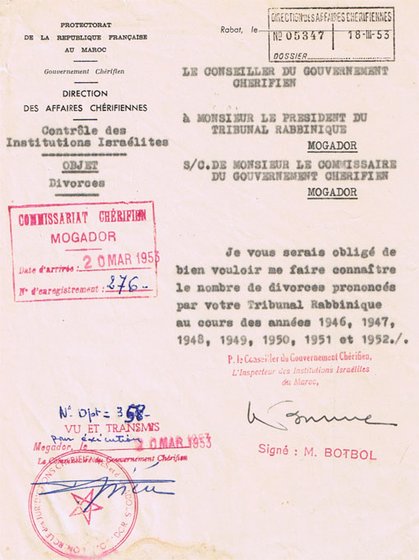 PROTECTORAT
DE LA REPUBLIQUE FRANÇAISE
AU MAROC
Gouvernement Chérifien
DIRECTION
DES AFFAIRES CHÉRIFIENNES
Contrôle des
Institutions Israélites
OBJET
Divorces
Rabat, le
DIRECTION DES AFFAIRES CHÉRIFIENNES
Nº 05347 18-III-53
DOSSIER
LE CONSEILLER DU GOUVERNEMENT
CHERIFIEN
à MONSIEUR LE PRESIDENT DU
TRIBUNAL RABBINIQUE
MOGADOR
S/C.DE MONSIEUR LE COMMISSAIRE
DU GOUVERNEMENT CHERIFIEN
MOGADOR
COMMISSARIAT CHÉRIFIEN
MOGADOR
Date d'arrivée : 20 MAR 1953
Nº d'enregistrement : 276-
Je vous serais obligé de
bien vouloir me faire connaître
le nombre de divorces prononcés
par votre Tribunal Rabbinique
au cours des années 1946, 1947,
1948, 1949, 1950, 1951 et 1952./.
P. le Conseiller du Gouvernement Chérifien,
L'Inspecteur des Institutions Israélites
du Maroc,
Signé : M. BOTBOL
Nº Dpt = 368-
VU ET TRANSMIS
pour exécution
Mogador, le 20 MAR 1953
Le Commissaire du Gouvernement Chérifien